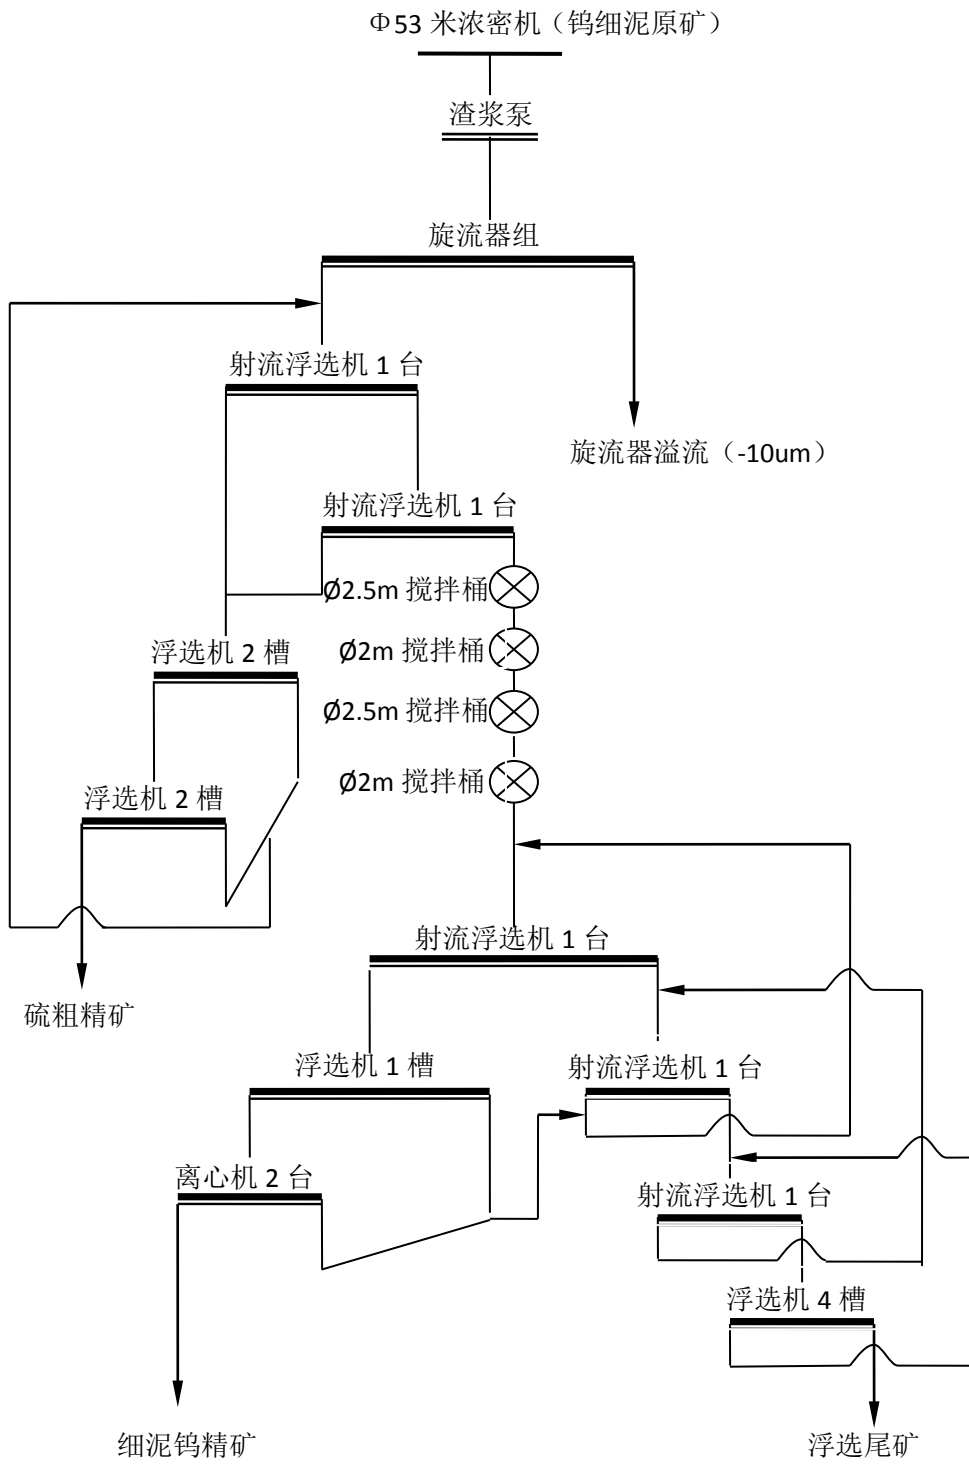 Φ53 米浓密机（钨细泥原矿）
渣浆泵
旋流器组
射流浮选机 1 台
旋流器溢流（-10um）
射流浮选机 1 台
Ø2.5m 搅拌桶
Ø2m 搅拌桶
浮选机 2 槽
Ø2.5m 搅拌桶
Ø2m 搅拌桶
浮选机 2 槽
射流浮选机 1 台
硫粗精矿
浮选机 1 槽
射流浮选机 1 台
离心机 2 台
射流浮选机 1 台
浮选机 4 槽
细泥钨精矿
浮选尾矿